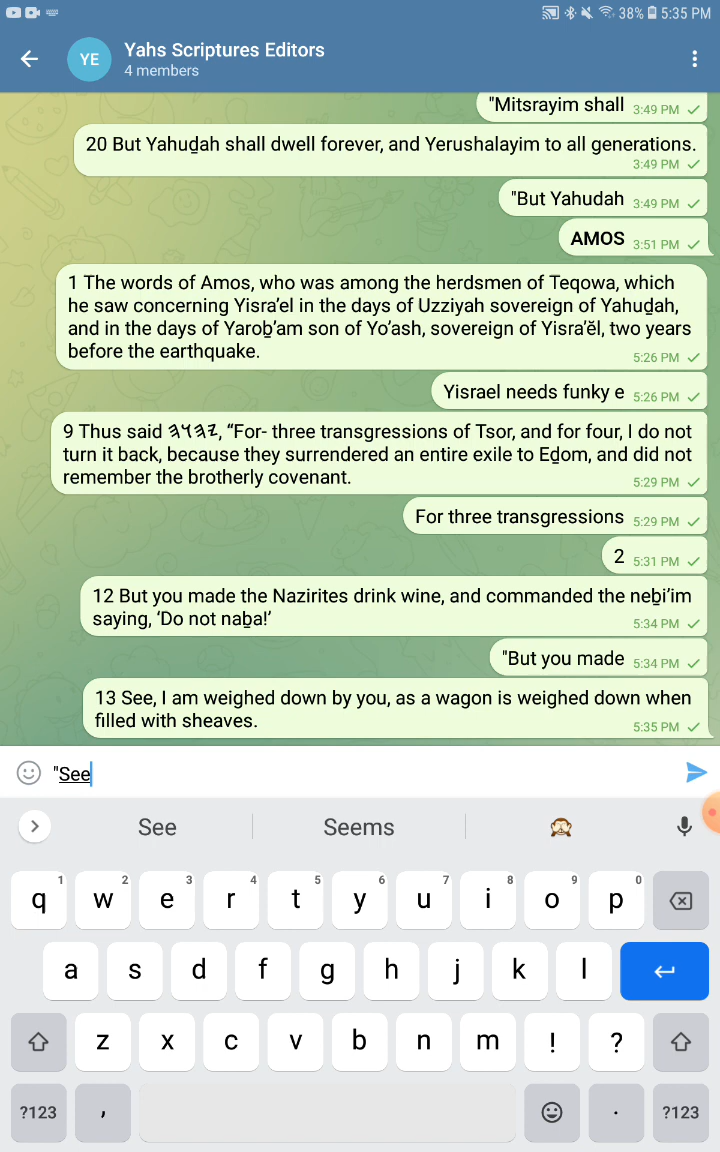 38% 5:35 PM
YE Yahs Scriptures Editors
4 members
"Mitsrayim shall 3:49 PM
20 But Yahuḏah shall dwell forever, and Yerushalayim to all generations.
3:49 PM
"But Yahudah 3:49 PM
AMOS 3:51 PM
1 The words of Amos, who was among the herdsmen of Teqowa, which
he saw concerning Yisra’el in the days of Uzziyah sovereign of Yahuḏah,
and in the days of Yaroḇ’am son of Yo’ash, sovereign of Yisra’ĕl, two years
before the earthquake.
5:26 PM
Yisrael needs funky e 5:26 PM
9 Thus said 𐤉𐤄𐤅𐤄, “For- three transgressions of Tsor, and for four, I do not
turn it back, because they surrendered an entire exile to Eḏom, and did not
remember the brotherly covenant.
5:29 PM
For three transgressions 5:29 PM
2 5:31 PM
12 But you made the Nazirites drink wine, and commanded the neḇi’im
saying, ‘Do not naḇa!’
5:34 PM
"But you made 5:34 PM
13 See, I am weighed down by you, as a wagon is weighed down when
filled with sheaves.
5:35 PM
"See
See Seems
1 2 3 4 5 6 7 8 9 0
q w e r t y u i o p
a s d f g h j k l
z x c v b n m ! ?
?123 , . ?123